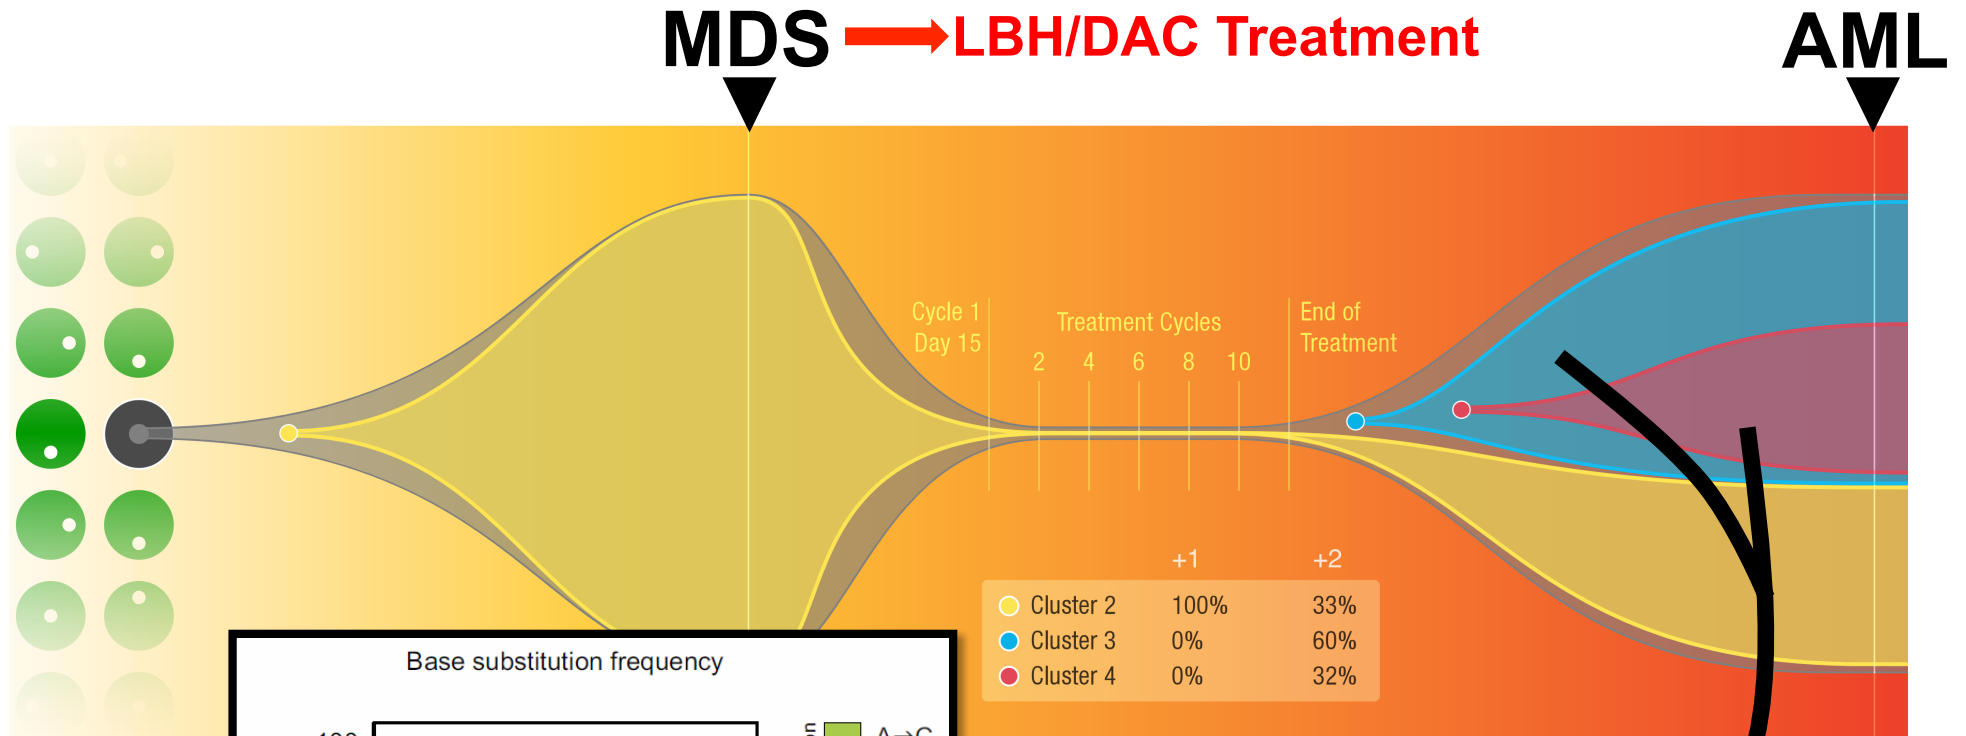 MDS LBH/DAC Treatment AML
Cycle 1
Day 15
Treatment Cycles
2 4 6 8 10
End of
Treatment
+1 +2
Cluster 2 100% 33%
Cluster 3 0% 60%
Cluster 4 0% 32%
Base substitution frequency
A→C